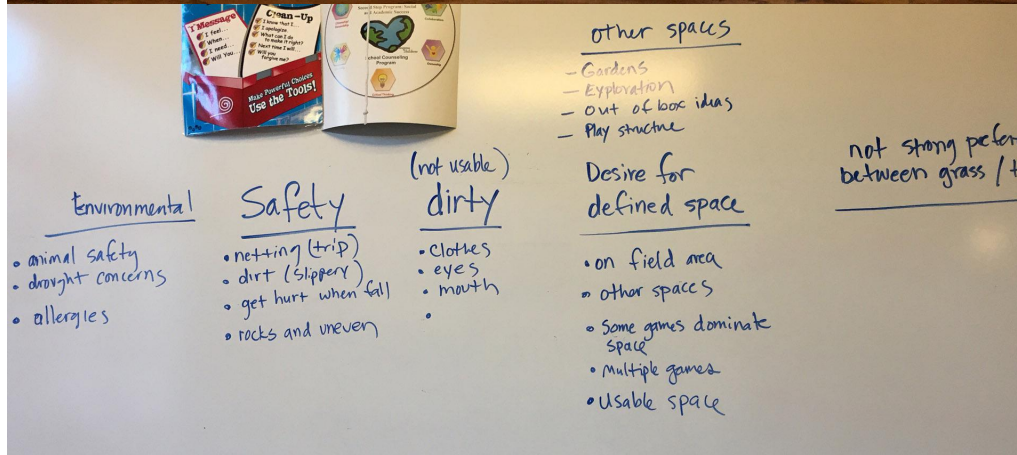 I Message
I feel...
When...
I need...
Will You...
Clean-Up
I know that I...
I apologize.
What can I do
to make it right?
Next time I will...
Will you
forgive me?
Make Powerful Choices
Use the Tools!
School Counseling
Program
other spaces
- Gardens
- Exploration
- out of box ideas
- Play structure
Environmental
• animal safety
• drought concerns
• allergies
Safety
• netting (trip)
• dirt (slippery)
• get hurt when fall
• rocks and uneven
(not usable)
dirty
• clothes
• eyes
• mouth
•
Desire for
defined space
• on field area
• other spaces
• Some games dominate
space
• Multiple games
• Usable space
not strong
between grass /